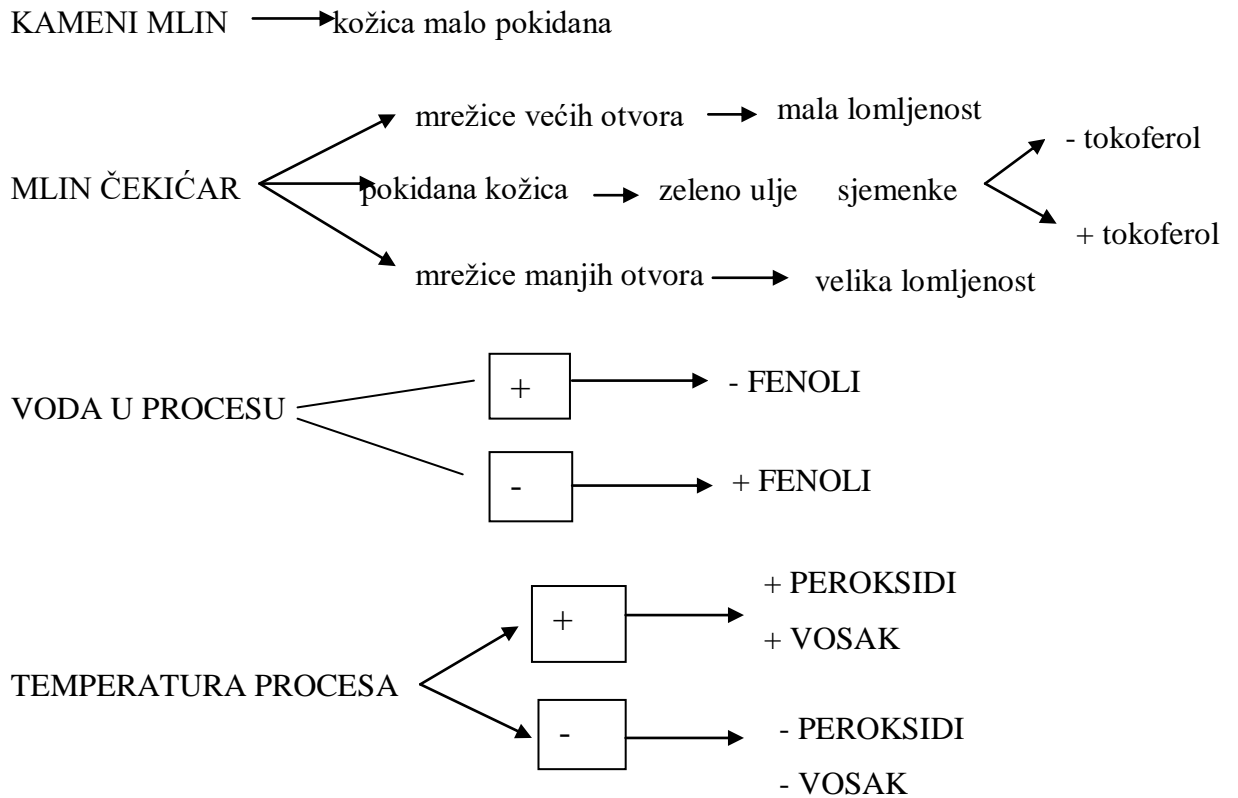 KAMENI MLIN kožica malo pokidana
mrežice većih otvora mala lomljenost
- tokoferol
MLIN ČEKIĆAR pokidana kožica zeleno ulje sjemenke
+ tokoferol
mrežice manjih otvora velika lomljenost
+ - FENOLI
VODA U PROCESU
- + FENOLI
+ PEROKSIDI
+
+ VOSAK
TEMPERATURA PROCESA
- - PEROKSIDI
- VOSAK